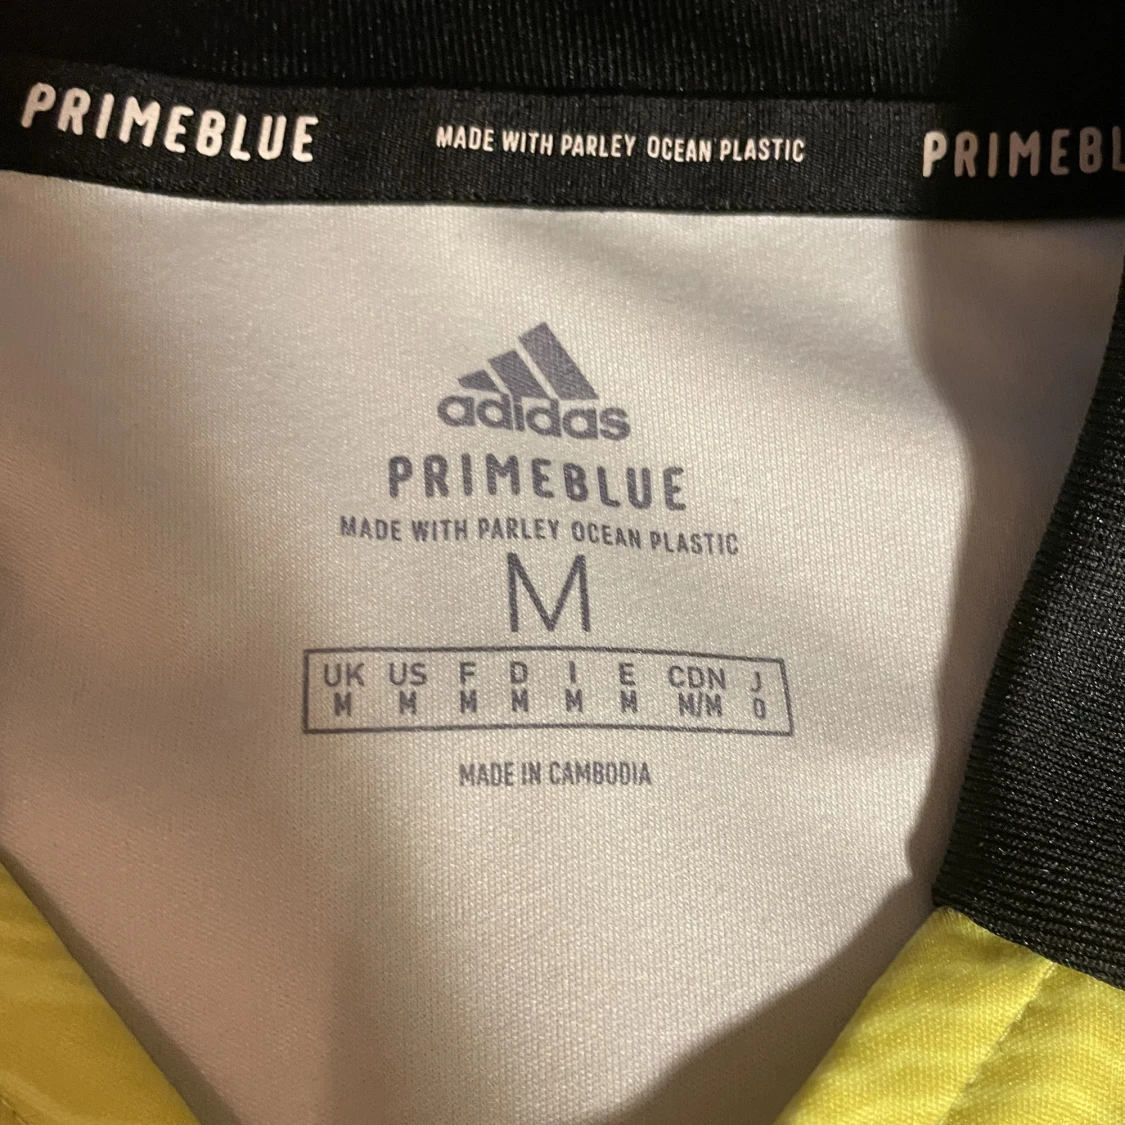 PRIMEBLUE MADE WITH PARLEY OCEAN PLASTIC PRIMEBL
adidas
PRIMEBLUE
MADE WITH PARLEY OCEAN PLASTIC
M
UK US F D I E CDN J
M M M M M M M/M O
MADE IN CAMBODIA